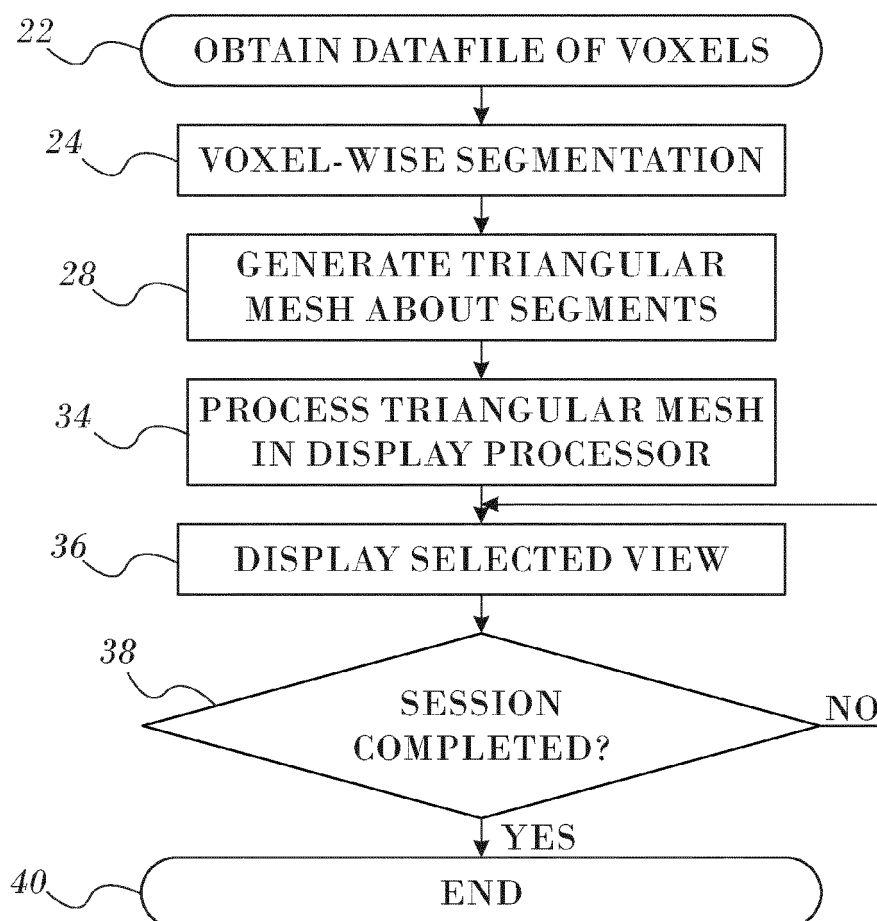 22
OBTAIN DATAFILE OF VOXELS
24
VOXEL-WISE SEGMENTATION
28
GENERATE TRIANGULAR
MESH ABOUT SEGMENTS
34
PROCESS TRIANGULAR MESH
IN DISPLAY PROCESSOR
36
DISPLAY SELECTED VIEW
38
SESSION
COMPLETED?
NO
YES
40
END